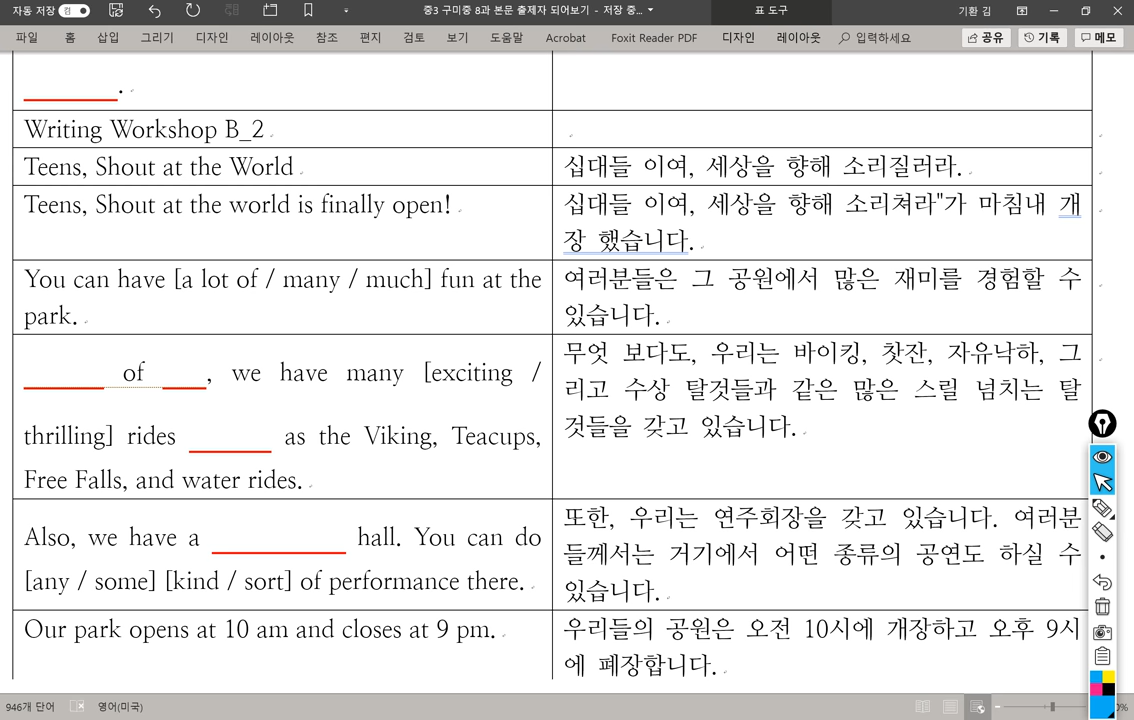 자동 저장 켬 중3 구미중 8과 본문 출제자 되어보기 - 저장 중... 표 도구 기환 김
파일 홈 삽입 그리기 디자인 레이아웃 참조 편지 검토 보기 도움말 Acrobat Foxit Reader PDF 디자인 레이아웃 입력하세요 공유 기록 메모
.
Writing Workshop B_2
Teens, Shout at the World
십대들 이여, 세상을 향해 소리질러라.
Teens, Shout at the world is finally open!
십대들 이여, 세상을 향해 소리쳐라"가 마침내 개
장 했습니다.
You can have [a lot of / many / much] fun at the
park.
여러분들은 그 공원에서 많은 재미를 경험할 수
있습니다.
of , we have many [exciting /
thrilling] rides as the Viking, Teacups,
Free Falls, and water rides.
무엇 보다도, 우리는 바이킹, 찻잔, 자유낙하, 그
리고 수상 탈것들과 같은 많은 스릴 넘치는 탈
것들을 갖고 있습니다.
Also, we have a hall. You can do
[any / some] [kind / sort] of performance there.
또한, 우리는 연주회장을 갖고 있습니다. 여러분
들께서는 거기에서 어떤 종류의 공연도 하실 수
있습니다.
Our park opens at 10 am and closes at 9 pm.
우리들의 공원은 오전 10시에 개장하고 오후 9시
에 폐장합니다.
946개 단어 영어(미국)